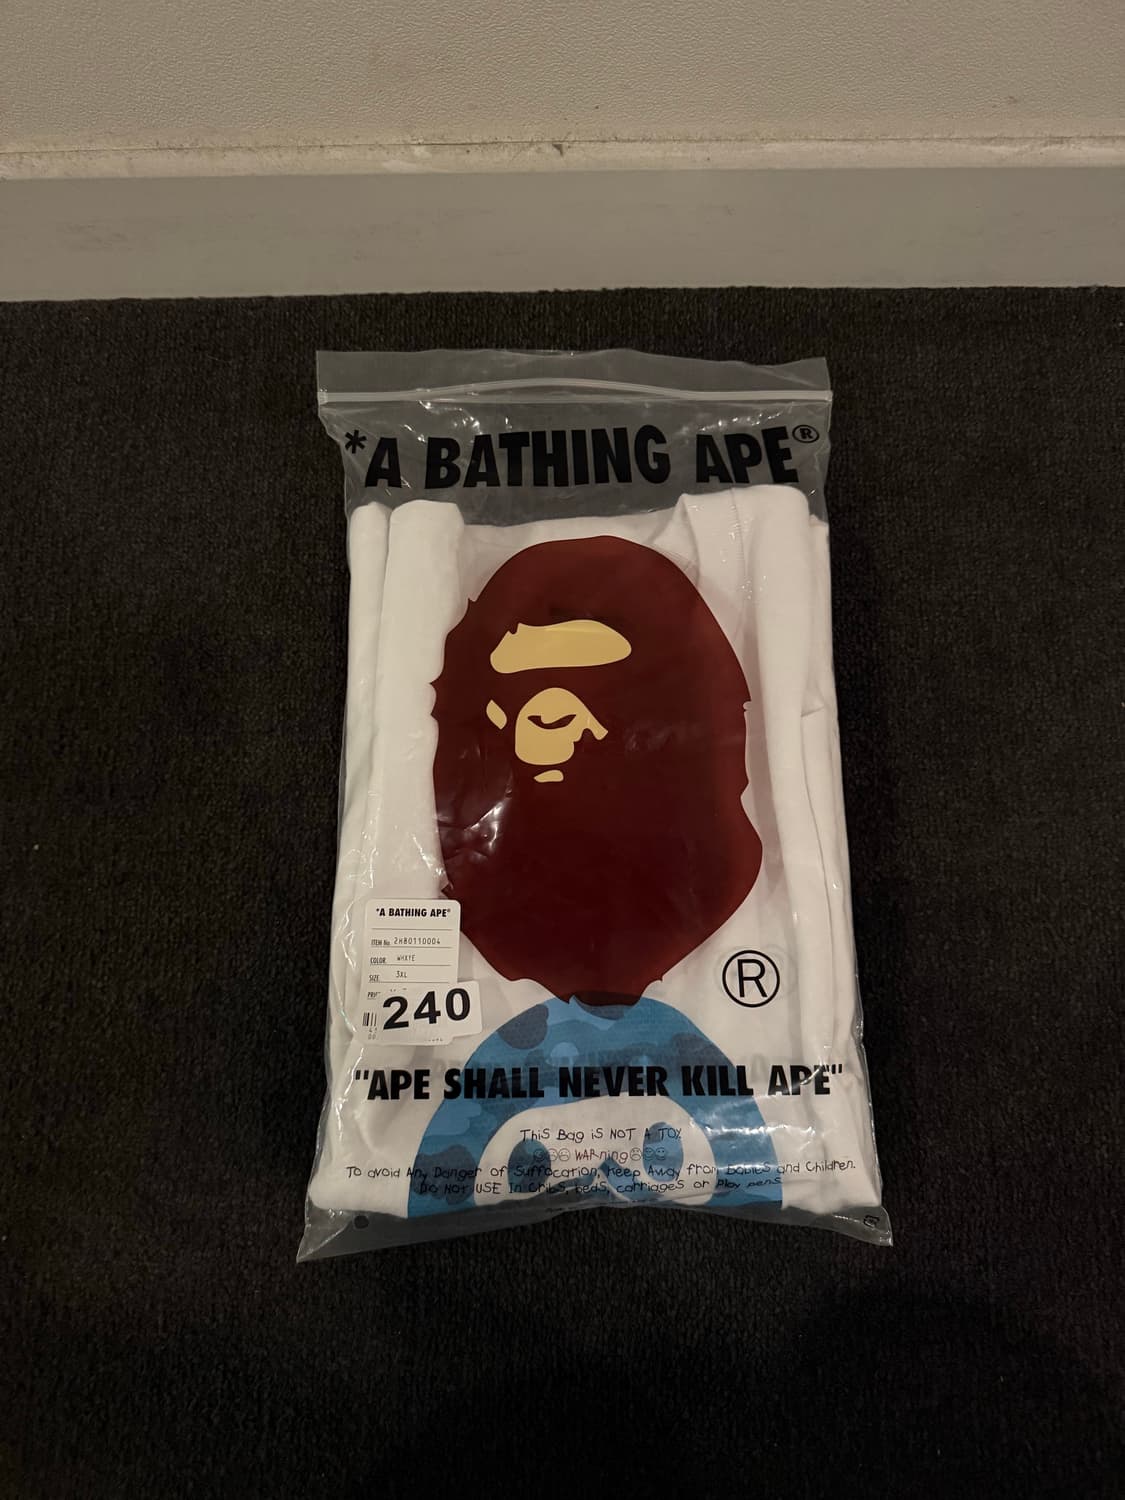 *A BATHING APE®
*A BATHING APE®
ITEM No. 2H80110004
COLOR WHXYE
SIZE 3XL
240
®
"APE SHALL NEVER KILL APE"
THiS Bag iS NOT A TOY.
WARning
To avoid Any Danger of Suffocation, Keep Away from Babies and Children.
DO NOT USE In Cribs, beds, carriages or Play pens.